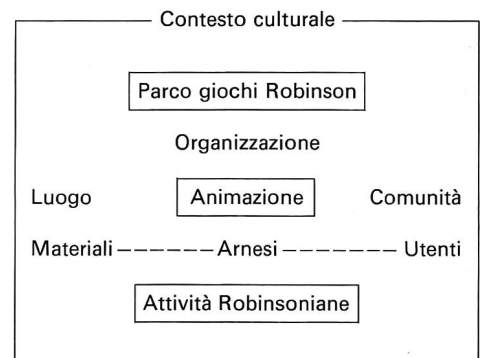 Contesto culturale
Parco giochi Robinson
Organizzazione
Luogo Animazione Comunità
Materiali Arnesi Utenti
Attività Robinsoniane